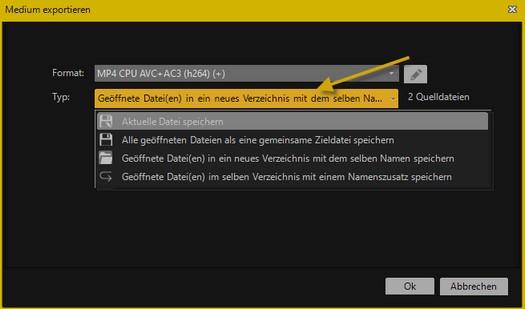 Medium exportieren
Format: MP4 CPU AVC+AC3 (h264) (+)
Typ: Geöffnete Datei(en) in ein neues Verzeichnis mit dem selben Na... 2 Quelldateien
Aktuelle Datei speichern
Alle geöffneten Dateien als eine gemeinsame Zieldatei speichern
Geöffnete Datei(en) in ein neues Verzeichnis mit dem selben Namen speichern
Geöffnete Datei(en) im selben Verzeichnis mit einem Namenszusatz speichern
Ok Abbrechen